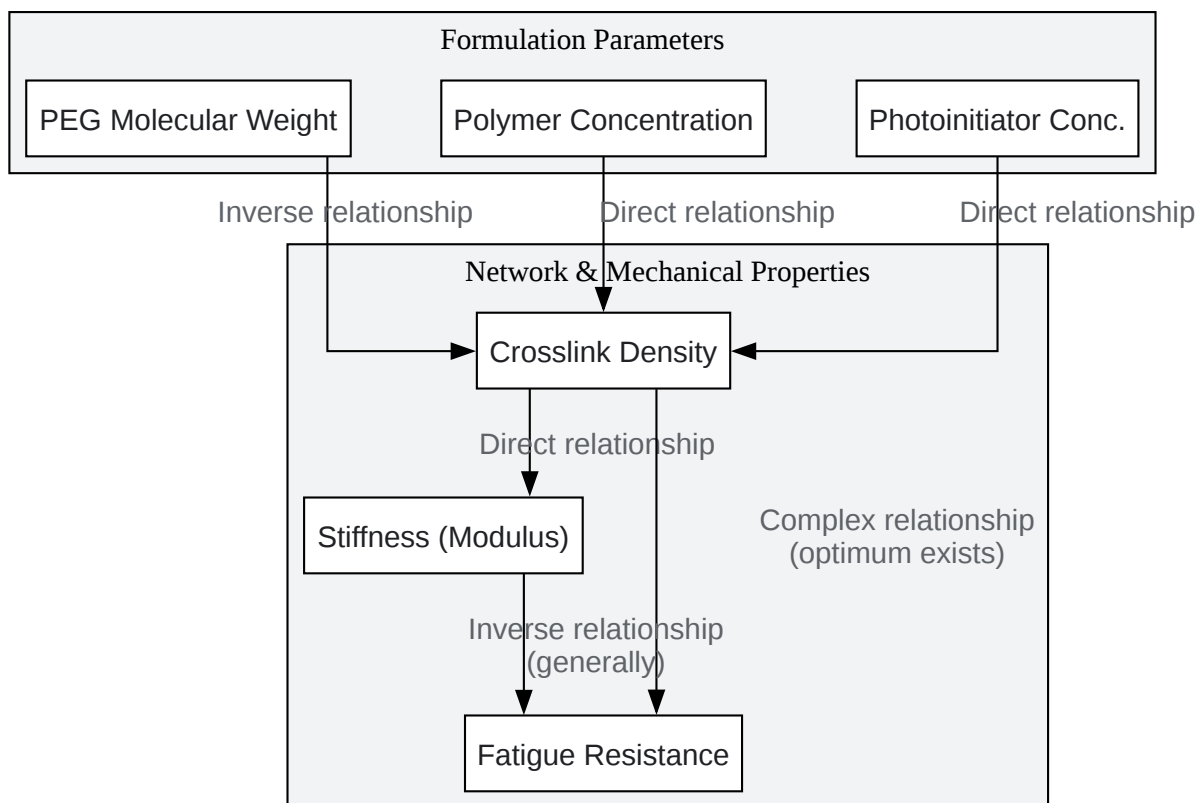 Formulation Parameters
PEG Molecular Weight
Polymer Concentration
Photoinitiator Conc.
Inverse relationship
Direct relationship
Direct relationship
Network & Mechanical Properties
Crosslink Density
Direct relationship
Stiffness (Modulus)
Complex relationship
(optimum exists)
Inverse relationship
(generally)
Fatigue Resistance